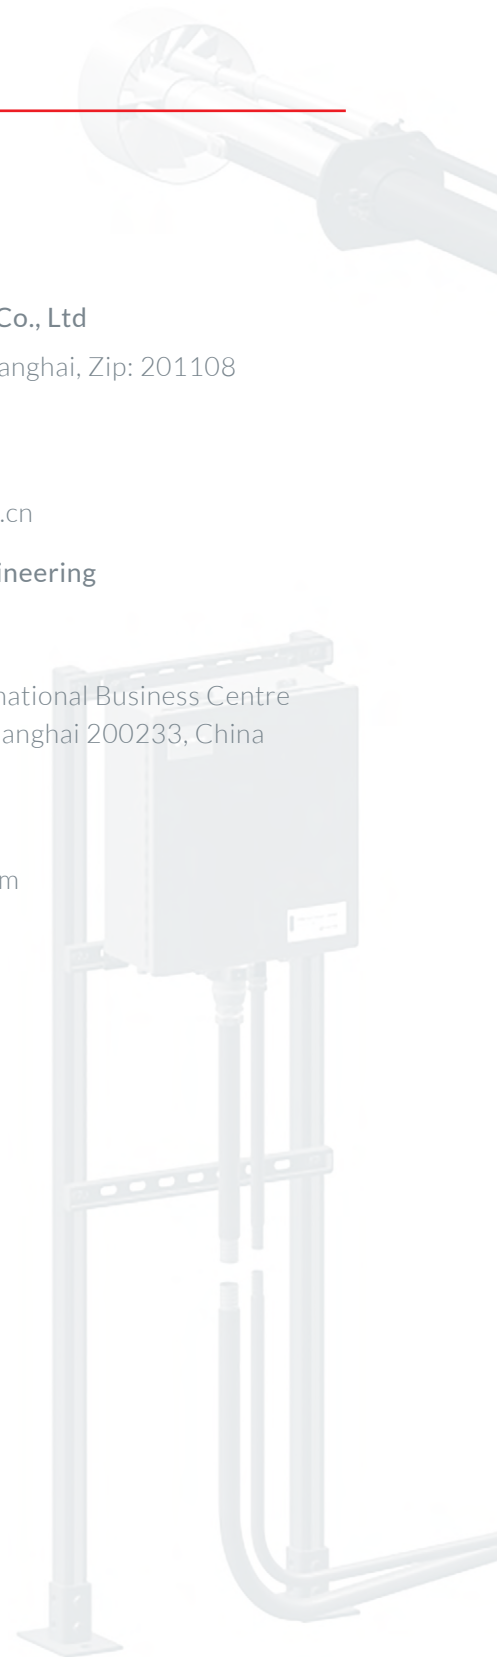 Co., Ltd
anghai, Zip: 201108
.cn
ineering
national Business Centre
anghai 200233, China
m